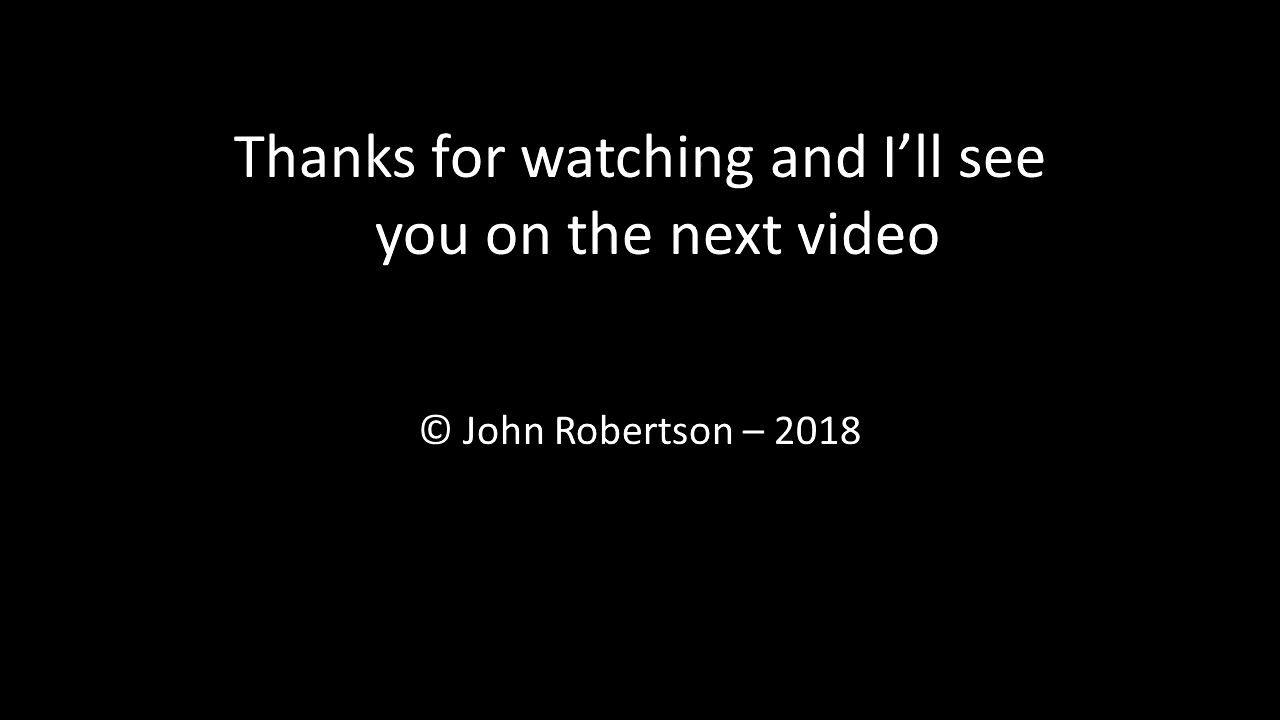 Thanks for watching and I’ll see
you on the next video
© John Robertson – 2018